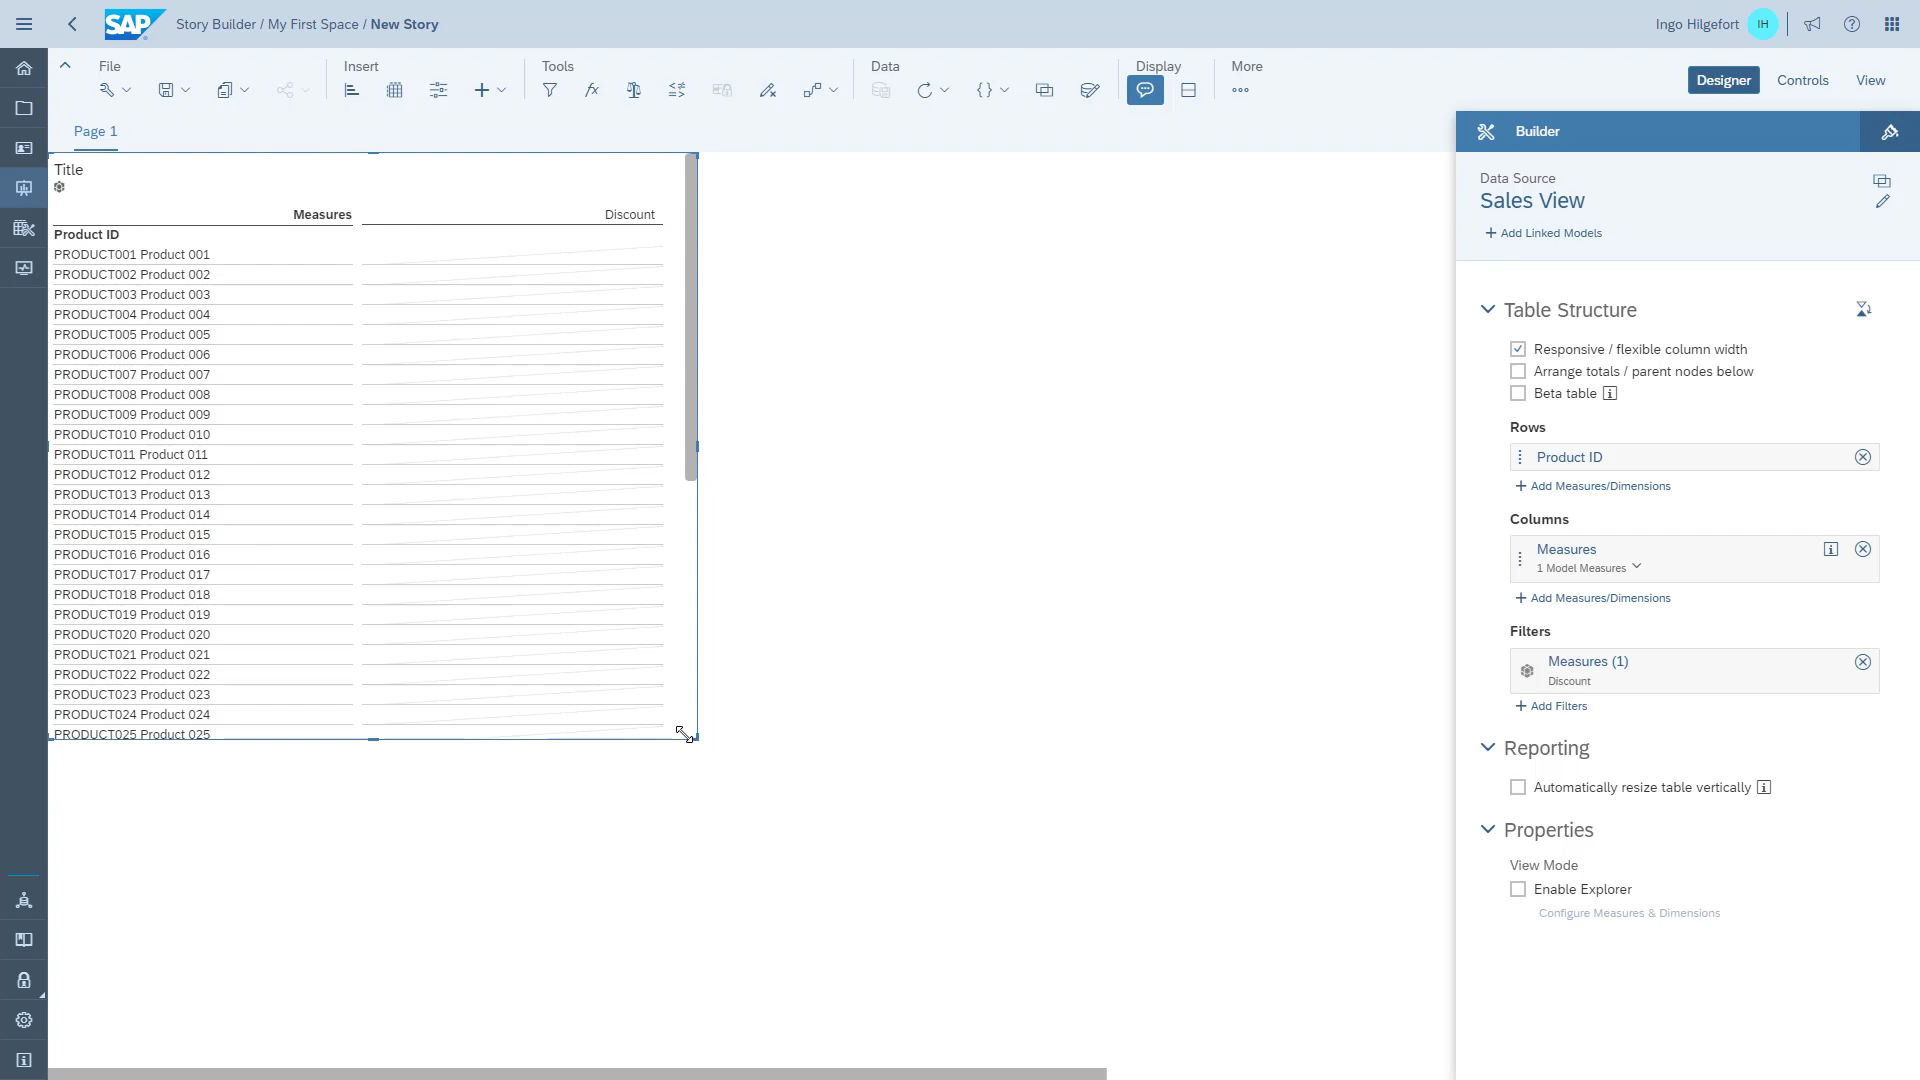 SAP
Story Builder / My First Space / New Story
Ingo Hilgefort
IH
File
Insert
Tools
Data
Display
More
Designer
Controls
View
Page 1
Title
Measures
Discount
Product ID
PRODUCT001 Product 001
PRODUCT002 Product 002
PRODUCT003 Product 003
PRODUCT004 Product 004
PRODUCT005 Product 005
PRODUCT006 Product 006
PRODUCT007 Product 007
PRODUCT008 Product 008
PRODUCT009 Product 009
PRODUCT010 Product 010
PRODUCT011 Product 011
PRODUCT012 Product 012
PRODUCT013 Product 013
PRODUCT014 Product 014
PRODUCT015 Product 015
PRODUCT016 Product 016
PRODUCT017 Product 017
PRODUCT018 Product 018
PRODUCT019 Product 019
PRODUCT020 Product 020
PRODUCT021 Product 021
PRODUCT022 Product 022
PRODUCT023 Product 023
PRODUCT024 Product 024
PRODUCT025 Product 025
Builder
Data Source
Sales View
+ Add Linked Models
Table Structure
Responsive / flexible column width
Arrange totals / parent nodes below
Beta table
Rows
Product ID
+ Add Measures/Dimensions
Columns
Measures
1 Model Measures
+ Add Measures/Dimensions
Filters
Measures (1)
Discount
+ Add Filters
Reporting
Automatically resize table vertically
Properties
View Mode
Enable Explorer
Configure Measures & Dimensions